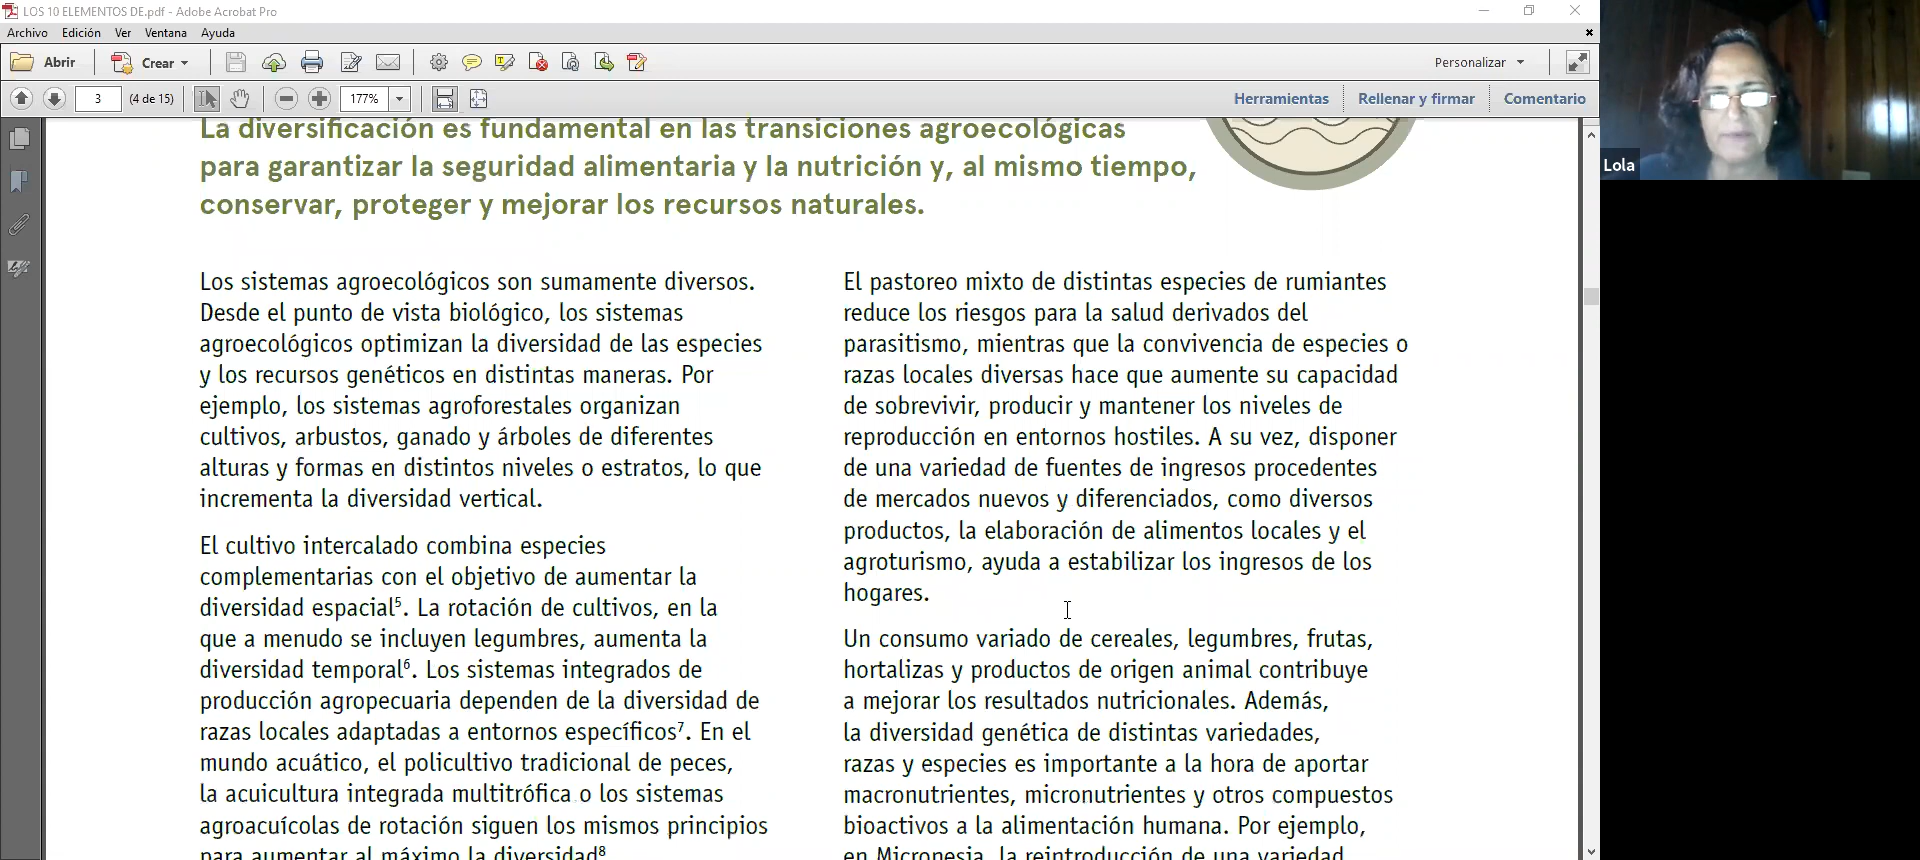 LOS 10 ELEMENTOS DE.pdf - Adobe Acrobat Pro
Archivo Edición Ver Ventana Ayuda
Abrir Crear Personalizar
3 (4 de 15) 177% Herramientas Rellenar y firmar Comentario
La diversificación es fundamental en las transiciones agroecológicas
para garantizar la seguridad alimentaria y la nutrición y, al mismo tiempo,
conservar, proteger y mejorar los recursos naturales.
Los sistemas agroecológicos son sumamente diversos.
Desde el punto de vista biológico, los sistemas
agroecológicos optimizan la diversidad de las especies
y los recursos genéticos en distintas maneras. Por
ejemplo, los sistemas agroforestales organizan
cultivos, arbustos, ganado y árboles de diferentes
alturas y formas en distintos niveles o estratos, lo que
incrementa la diversidad vertical.
El cultivo intercalado combina especies
complementarias con el objetivo de aumentar la
diversidad espacial⁵. La rotación de cultivos, en la
que a menudo se incluyen legumbres, aumenta la
diversidad temporal⁶. Los sistemas integrados de
producción agropecuaria dependen de la diversidad de
razas locales adaptadas a entornos específicos⁷. En el
mundo acuático, el policultivo tradicional de peces,
la acuicultura integrada multitrófica o los sistemas
agroacuícolas de rotación siguen los mismos principios
para aumentar al máximo la diversidad⁸
El pastoreo mixto de distintas especies de rumiantes
reduce los riesgos para la salud derivados del
parasitismo, mientras que la convivencia de especies o
razas locales diversas hace que aumente su capacidad
de sobrevivir, producir y mantener los niveles de
reproducción en entornos hostiles. A su vez, disponer
de una variedad de fuentes de ingresos procedentes
de mercados nuevos y diferenciados, como diversos
productos, la elaboración de alimentos locales y el
agroturismo, ayuda a estabilizar los ingresos de los
hogares.
Un consumo variado de cereales, legumbres, frutas,
hortalizas y productos de origen animal contribuye
a mejorar los resultados nutricionales. Además,
la diversidad genética de distintas variedades,
razas y especies es importante a la hora de aportar
macronutrientes, micronutrientes y otros compuestos
bioactivos a la alimentación humana. Por ejemplo,
en Micronesia, la reintroducción de una variedad
Lola